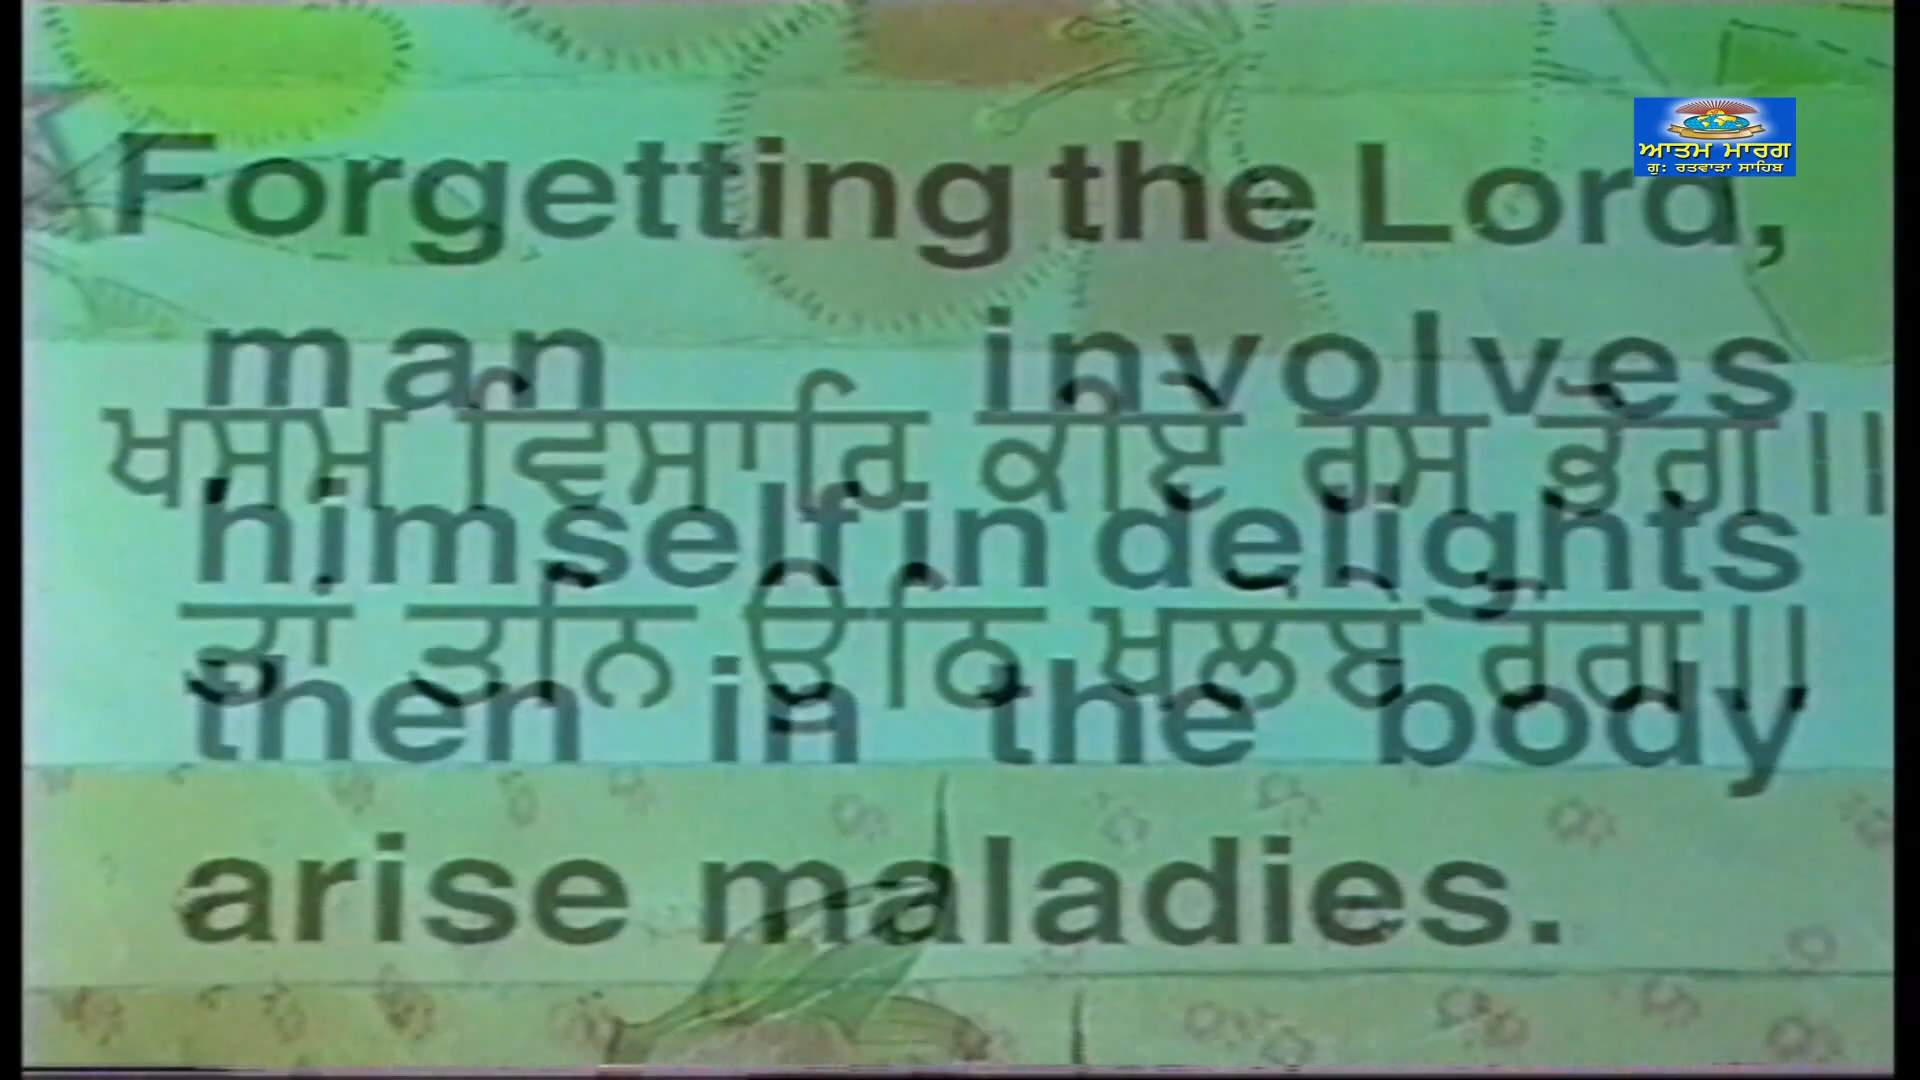 ਆਤਮ ਮਾਰਗ
ਗੁ: ਰਤਵਾੜਾ ਸਾਹਿਬ
Forgetting the Lord,
man involves
ਖਸਮ ਵਿਸਾਰਿ ਕੀਏ ਰਸ ਭੋਗ॥
himself in delights
ਤਾਂ ਤਨਿ ਉਠਿ ਖਲੋਏ ਰੋਗ॥
then in the body
arise maladies.